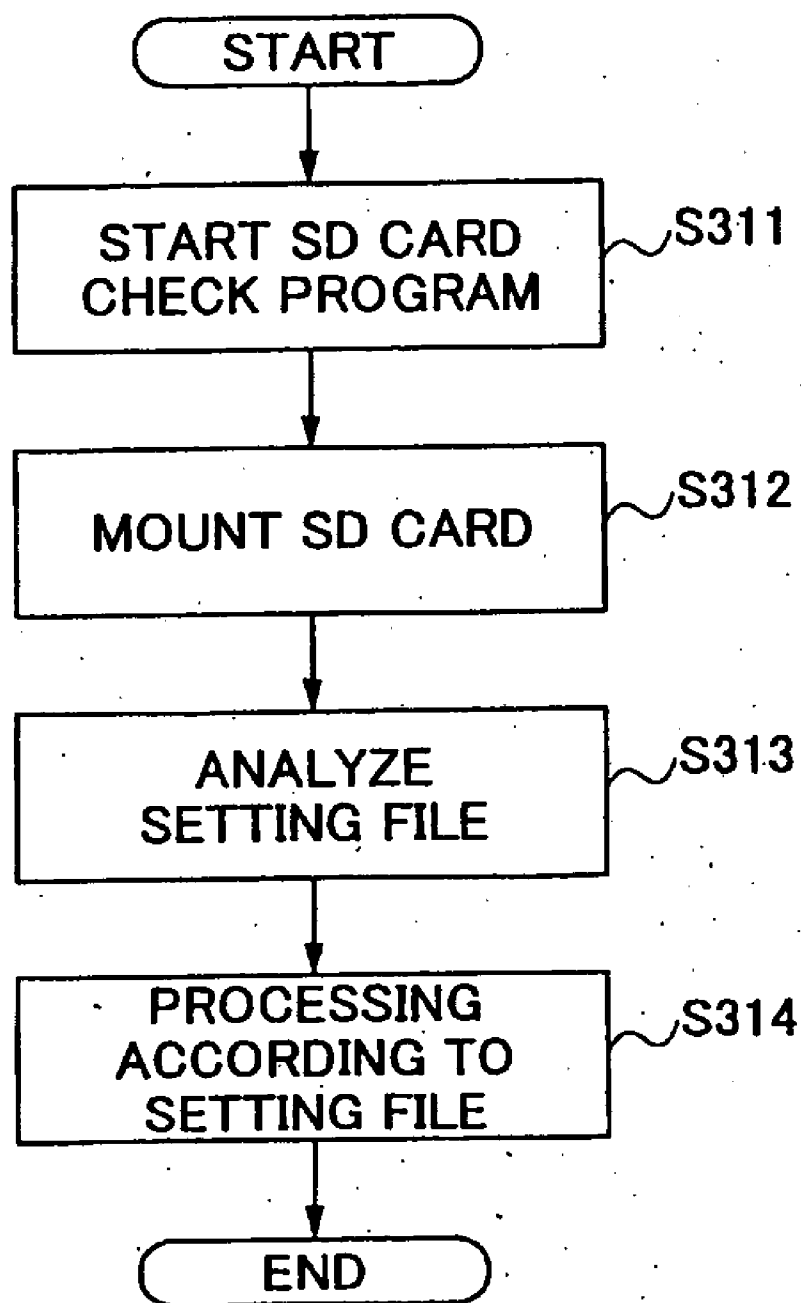 START
START SD CARD
CHECK PROGRAM
S311
MOUNT SD CARD
S312
ANALYZE
SETTING FILE
S313
PROCESSING
ACCORDING TO
SETTING FILE
S314
END